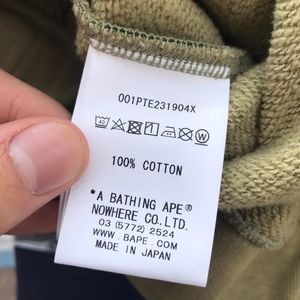 001PTE231904X
100% COTTON
"A BATHING APE"
NOWHERE CO.,LTD.
03 (5772) 2524
WWW.BAPE.COM
MADE IN JAPAN